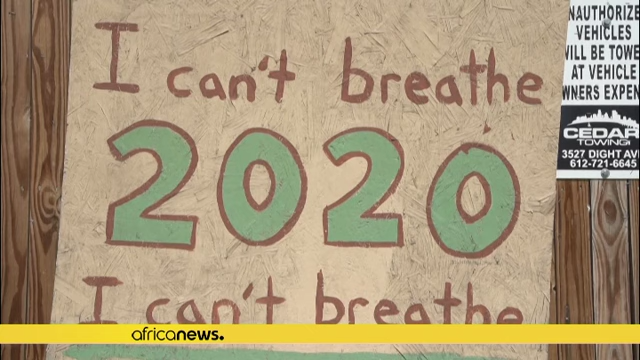 I can't breathe
2020
I can't breathe
NAUTHORIZE
VEHICLES
ILL BE TOWE
AT VEHICLE
WNERS EXPEN
CEDAR
TOWING
3527 DIGHT AV
612-721-6645
africanews.